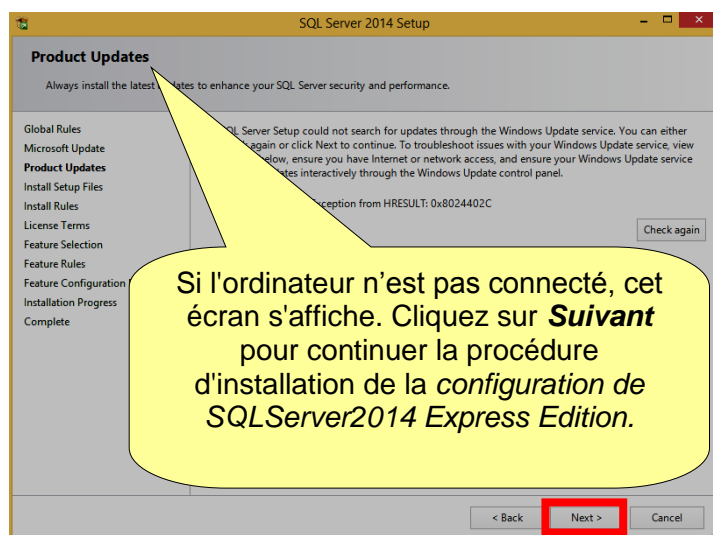 SQL Server 2014 Setup
Product Updates
Always install the latest updates to enhance your SQL Server security and performance.
Global Rules
Microsoft Update
Product Updates
Install Setup Files
Install Rules
License Terms
Feature Selection
Feature Rules
Feature Configuration
Installation Progress
Complete
SQL Server Setup could not search for updates through the Windows Update service. You can either
again or click Next to continue. To troubleshoot issues with your Windows Update service, view
below, ensure you have Internet or network access, and ensure your Windows Update service
interactively through the Windows Update control panel.
from HRESULT: 0x8024402C
Check again
Si l'ordinateur n’est pas connecté, cet
écran s'affiche. Cliquez sur Suivant
pour continuer la procédure
d'installation de la configuration de
SQLServer2014 Express Edition.
< Back
Next >
Cancel